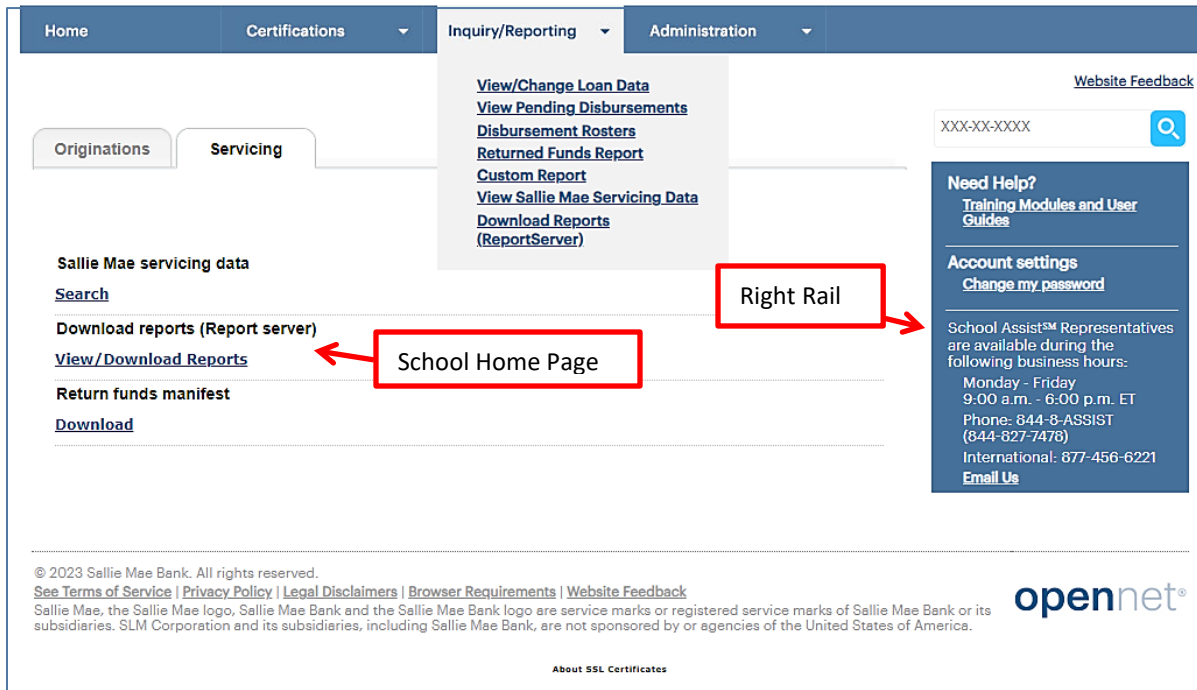 Home Certifications Inquiry/Reporting Administration
View/Change Loan Data
View Pending Disbursements
Disbursement Rosters
Returned Funds Report
Custom Report
View Sallie Mae Servicing Data
Download Reports
(ReportServer)
Website Feedback
XXX-XX-XXXX
Originations Servicing
Sallie Mae servicing data
Search
Download reports (Report server)
View/Download Reports
Return funds manifest
Download
School Home Page
Right Rail
Need Help?
Training Modules and User
Guides
Account settings
Change my password
School Assist℠ Representatives
are available during the
following business hours:
Monday - Friday
9:00 a.m. - 6:00 p.m. ET
Phone: 844-8-ASSIST
(844-827-7478)
International: 877-456-6221
Email Us
© 2023 Sallie Mae Bank. All rights reserved.
See Terms of Service | Privacy Policy | Legal Disclaimers | Browser Requirements | Website Feedback
Sallie Mae, the Sallie Mae logo, Sallie Mae Bank and the Sallie Mae Bank logo are service marks or registered service marks of Sallie Mae Bank or its
subsidiaries. SLM Corporation and its subsidiaries, including Sallie Mae Bank, are not sponsored by or agencies of the United States of America.
opennet®
About SSL Certificates